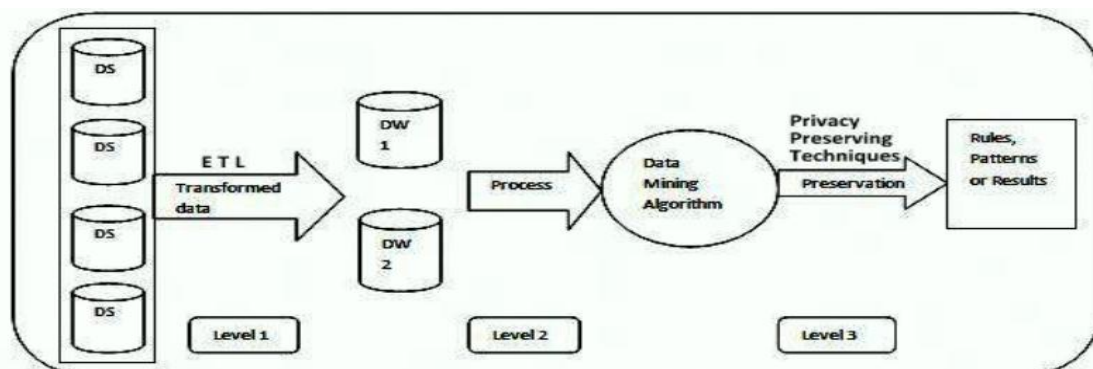 DS
DS
DS
DS
E T L
Transformed
data
DW
1
DW
2
Process
Data
Mining
Algorithm
Privacy
Preserving
Techniques
Preservation
Rules,
Patterns
or Results
Level 1
Level 2
Level 3